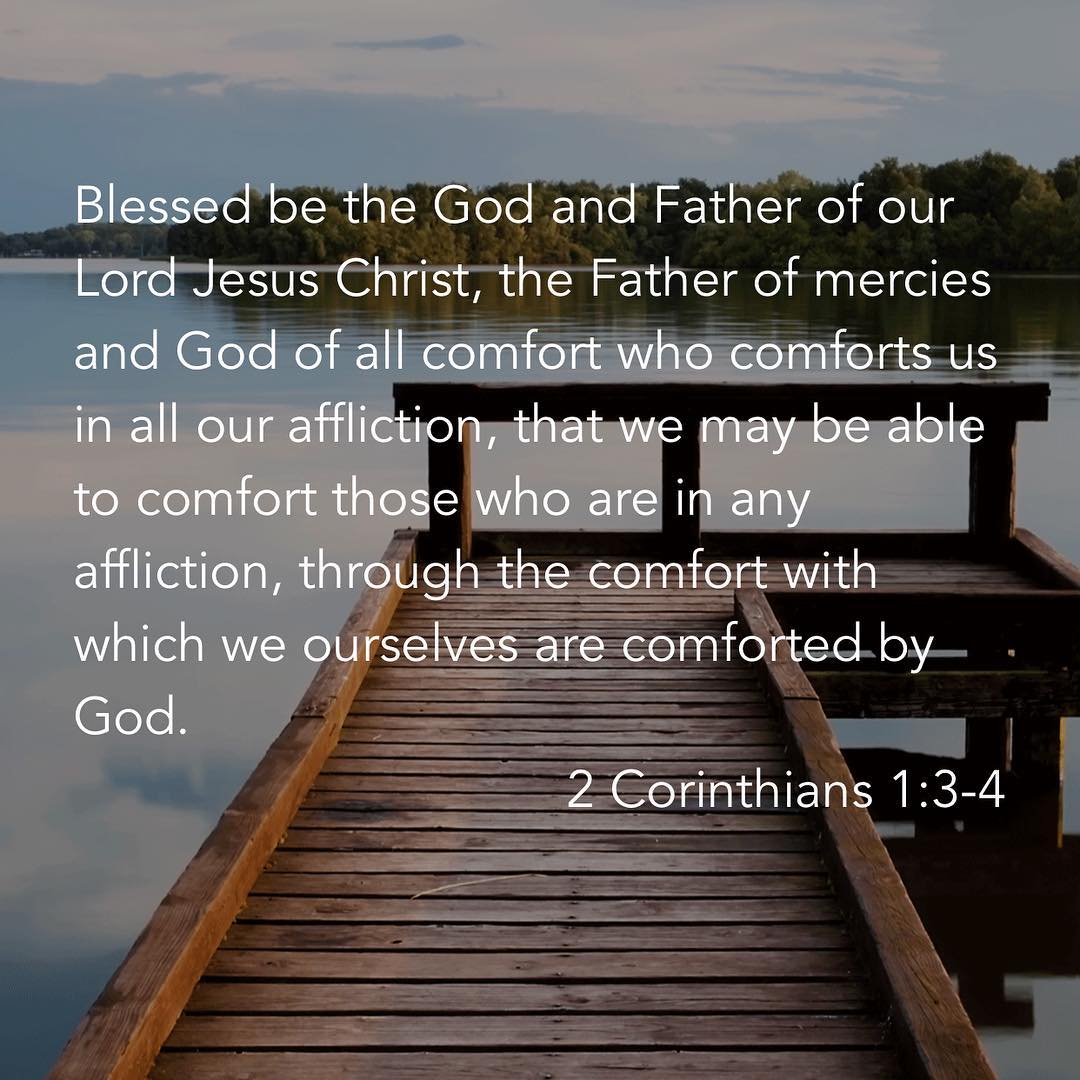 Blessed be the God and Father of our
Lord Jesus Christ, the Father of mercies
and God of all comfort who comforts us
in all our affliction, that we may be able
to comfort those who are in any
affliction, through the comfort with
which we ourselves are comforted by
God.
2 Corinthians 1:3-4